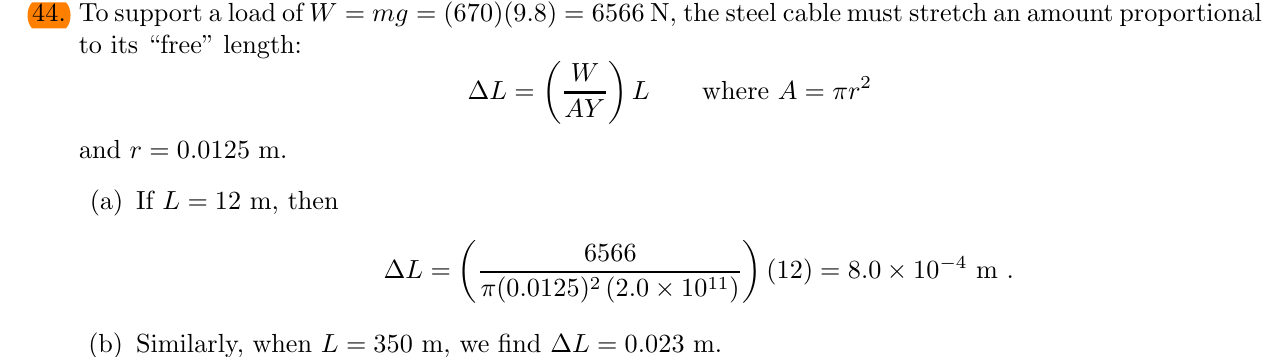 44. To support a load of W = mg = (670)(9.8) = 6566 N, the steel cable must stretch an amount proportional
to its “free” length:
ΔL = (W/AY) L where A = πr²
and r = 0.0125 m.
(a) If L = 12 m, then
ΔL = (6566/π(0.0125)² (2.0 × 10¹¹)) (12) = 8.0 × 10⁻⁴ m .
(b) Similarly, when L = 350 m, we find ΔL = 0.023 m.